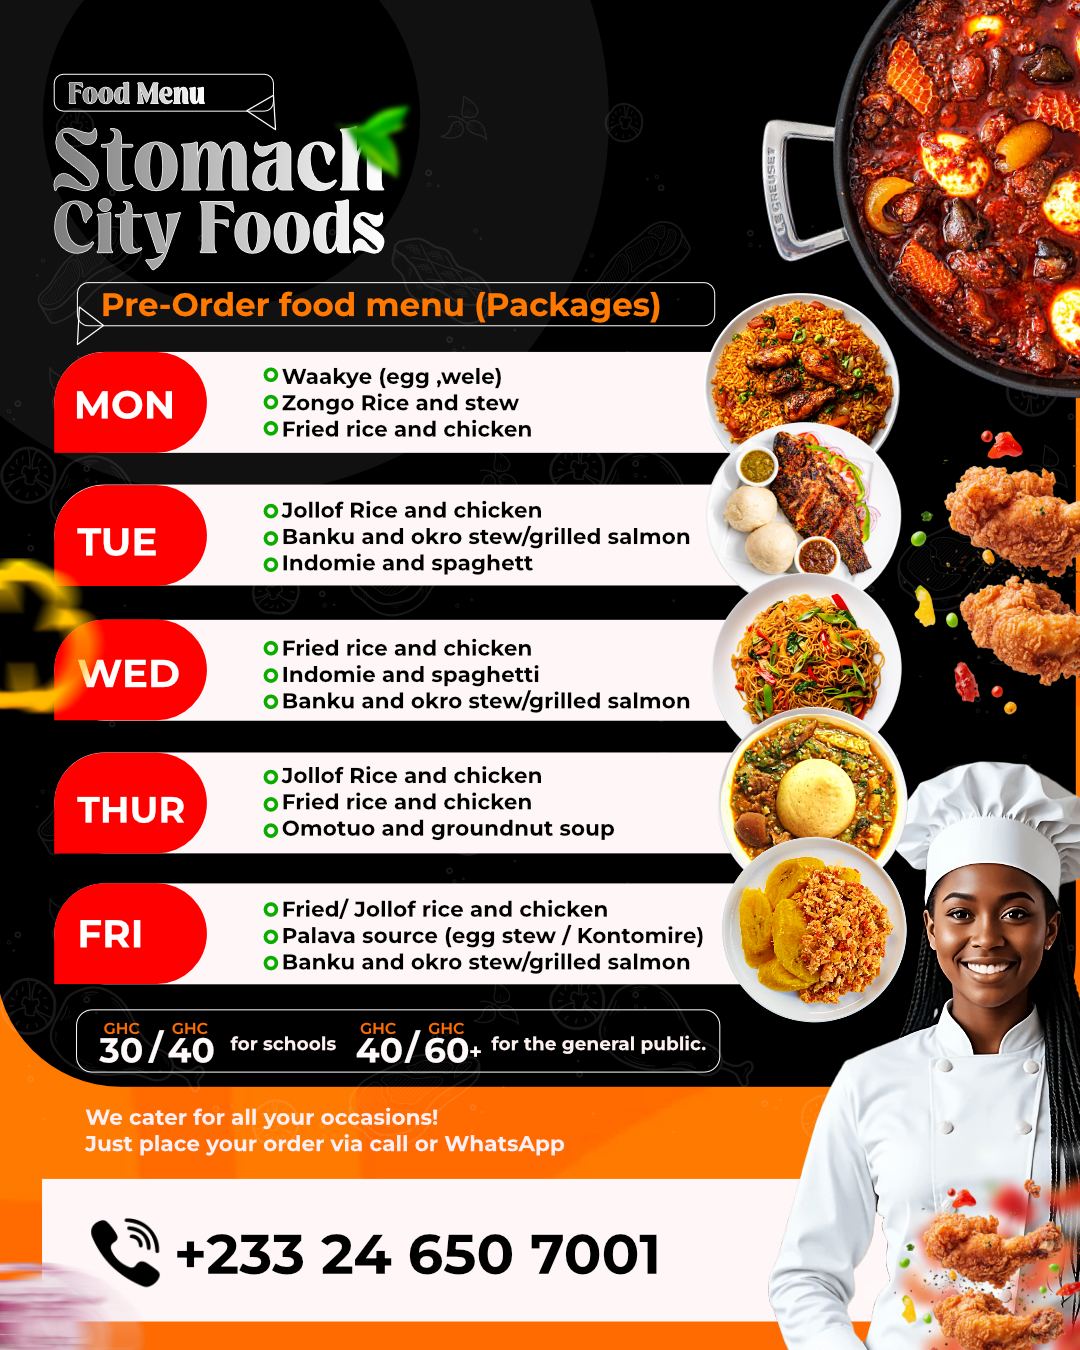 Food Menu
Stomach
City Foods
Pre-Order food menu (Packages)
MON
Waakye (egg ,wele)
Zongo Rice and stew
Fried rice and chicken
TUE
Jollof Rice and chicken
Banku and okro stew/grilled salmon
Indomie and spaghett
WED
Fried rice and chicken
Indomie and spaghetti
Banku and okro stew/grilled salmon
THUR
Jollof Rice and chicken
Fried rice and chicken
Omotuo and groundnut soup
FRI
Fried/ Jollof rice and chicken
Palava source (egg stew / Kontomire)
Banku and okro stew/grilled salmon
GHC GHC GHC GHC
30 / 40 for schools 40/60+ for the general public.
We cater for all your occasions!
Just place your order via call or WhatsApp
+233 24 650 7001
LE CREUSET